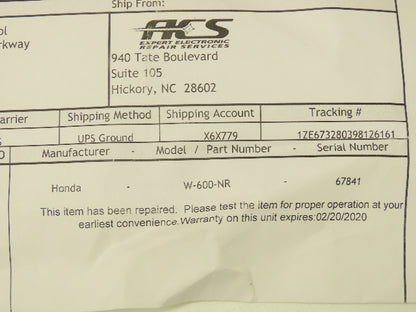 Ship From:
ol
arkway
ACS
EXPERT ELECTRONIC
REPAIR SERVICES
940 Tate Boulevard
Suite 105
Hickory, NC 28602
arrier Shipping Method Shipping Account Tracking #
S UPS Ground X6X779 1ZE673280398126161
O Manufacturer - Model / Part Number - Serial Number
Honda - W-600-NR - 67841
This item has been repaired. Please test the item for proper operation at your
earliest convenience.Warranty on this unit expires:02/20/2020